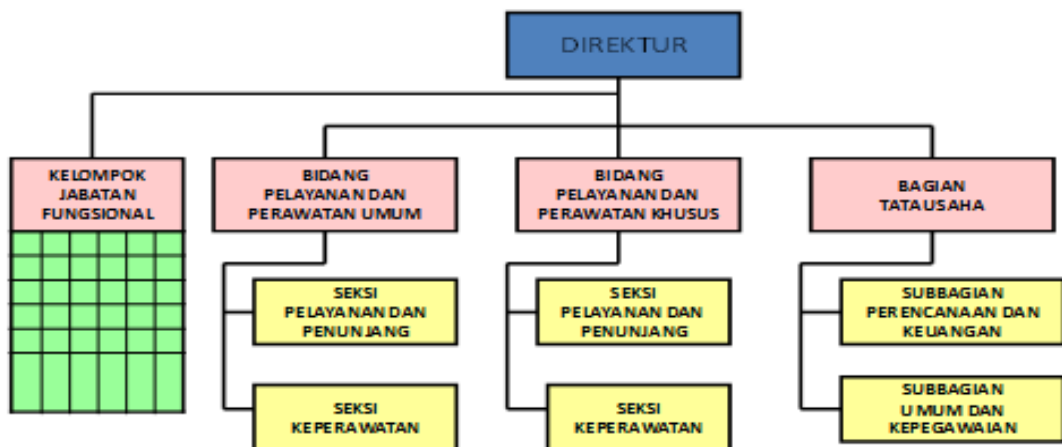 DIREKTUR
KELOMPOK
JABATAN
FUNGSIONAL
BIDANG
PELAYANAN DAN
PERAWATAN UMUM
BIDANG
PELAYANAN DAN
PERAWATAN KHUSUS
BAGIAN
TATAUSAHA
SEKSI
PELAYANAN DAN
PENUNJANG
SEKSI
PELAYANAN DAN
PENUNJANG
SUBBAGIAN
PERENCANAAN DAN
KEUANGAN
SEKSI
KEPERAWATAN
SEKSI
KEPERAWATAN
SUBBAGIAN
UMUM DAN
KEPEGAWAIAN